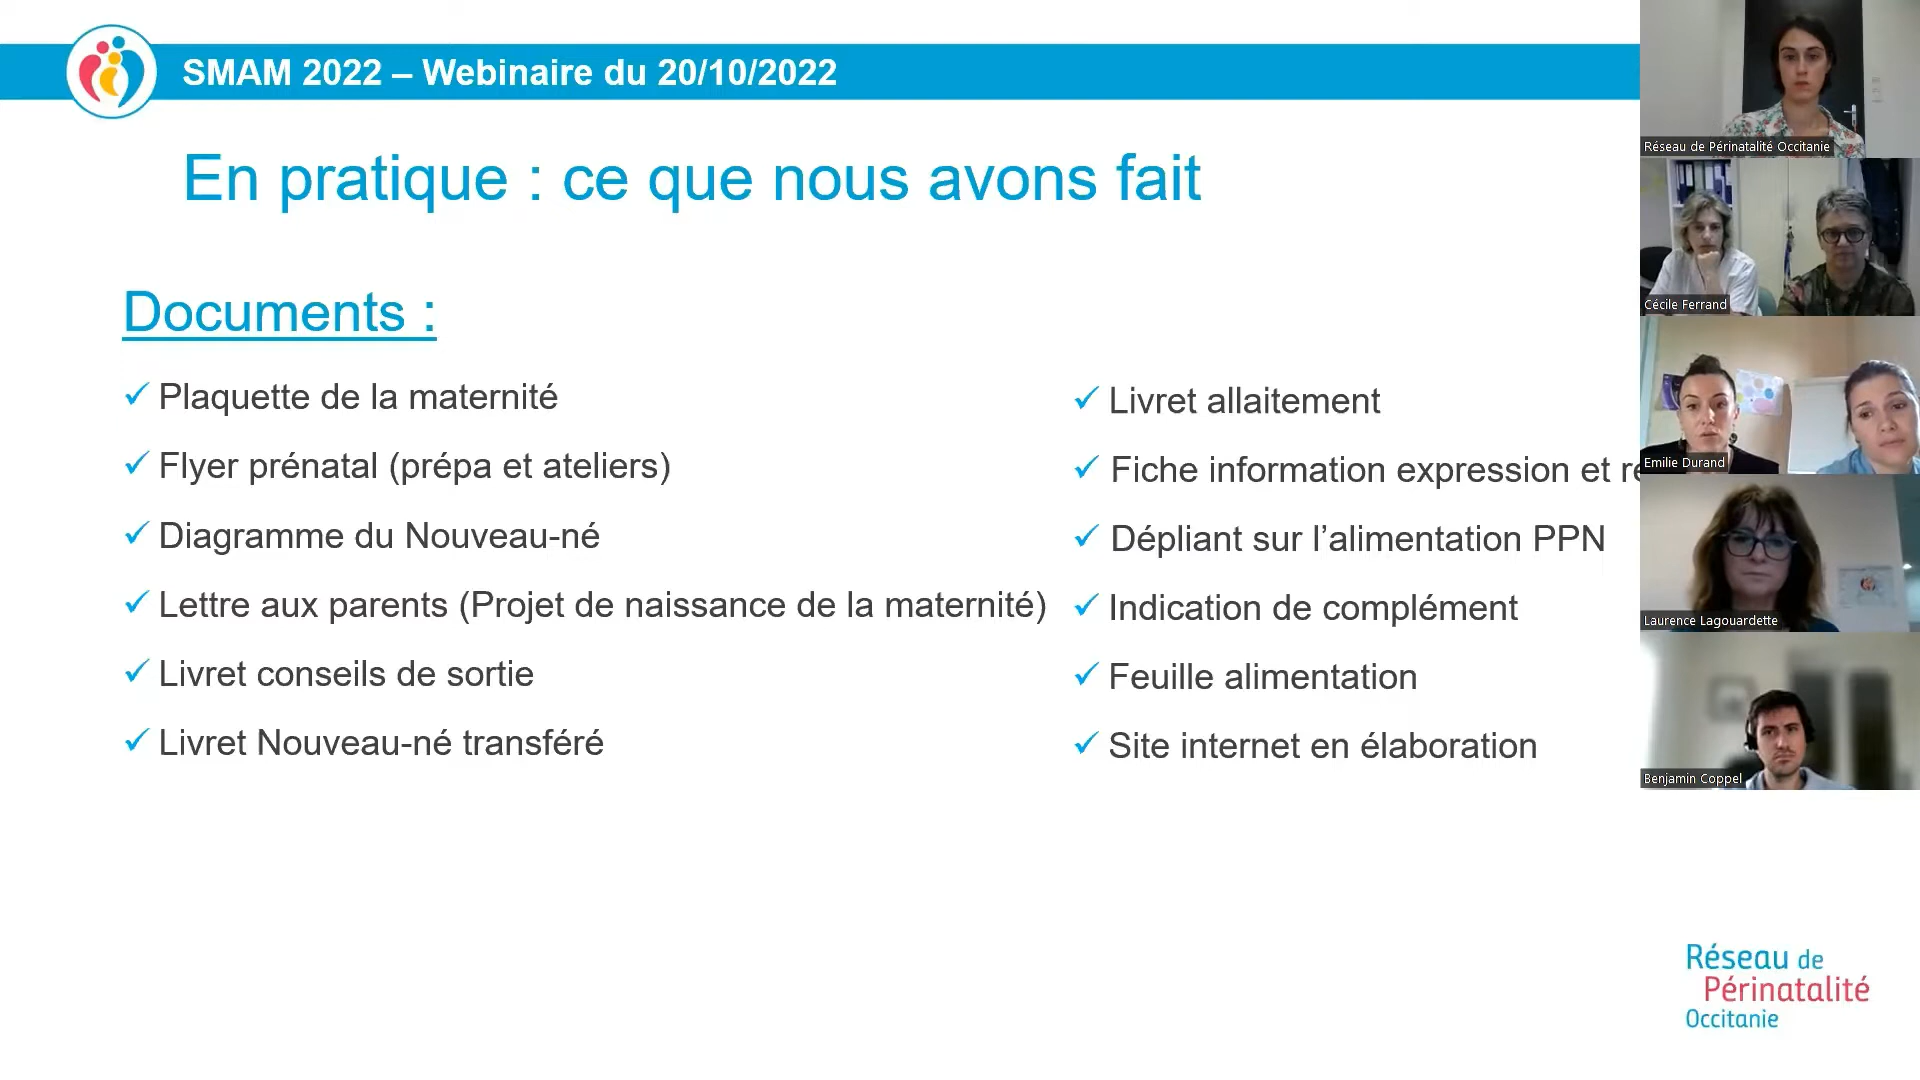 SMAM 2022 – Webinaire du 20/10/2022
En pratique : ce que nous avons fait
Documents :
Plaquette de la maternité
Flyer prénatal (prépa et ateliers)
Diagramme du Nouveau-né
Lettre aux parents (Projet de naissance de la maternité)
Livret conseils de sortie
Livret Nouveau-né transféré
Livret allaitement
Fiche information expression et
Dépliant sur l’alimentation PPN
Indication de complément
Feuille alimentation
Site internet en élaboration
Réseau de Périnatalité Occitanie
Cécile Ferrand
Emilie Durand
Laurence Lagouardette
Benjamin Coppel
Réseau de
Périnatalité
Occitanie